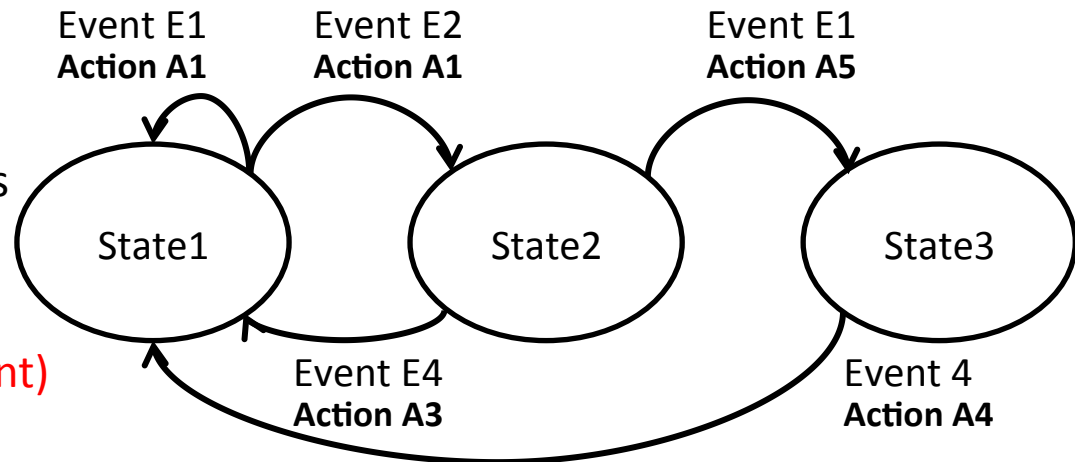 Event E1
Action A1
Event E2
Action A1
Event E1
Action A5
s
State1
State2
State3
nt)
Event E4
Action A3
Event 4
Action A4